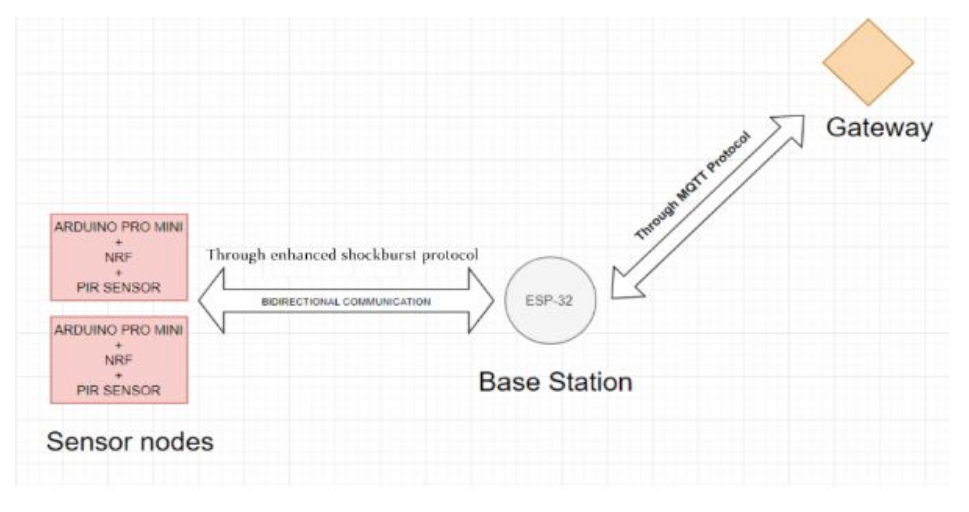 Gateway
Through MQTT Protocol
ARDUINO PRO MINI
+
NRF
+
PIR SENSOR
Through enhanced shockburst protocol
BIDIRECTIONAL COMMUNICATION
ESP-32
ARDUINO PRO MINI
+
NRF
+
PIR SENSOR
Base Station
Sensor nodes